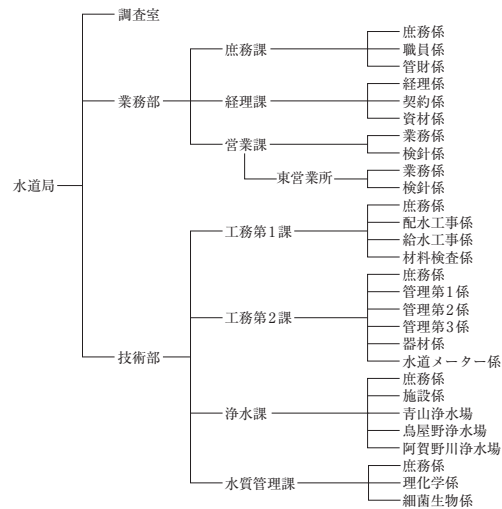 水道局
調査室
業務部
庶務課
庶務係
職員係
管財係
経理課
経理係
契約係
資材係
営業課
業務係
検針係
東営業所
業務係
検針係
技術部
工務第1課
庶務係
配水工事係
給水工事係
材料検査係
工務第2課
庶務係
管理第1係
管理第2係
管理第3係
器材係
水道メーター係
浄水課
庶務係
施設係
青山浄水場
鳥屋野浄水場
阿賀野川浄水場
水質管理課
庶務係
理化学係
細菌生物係